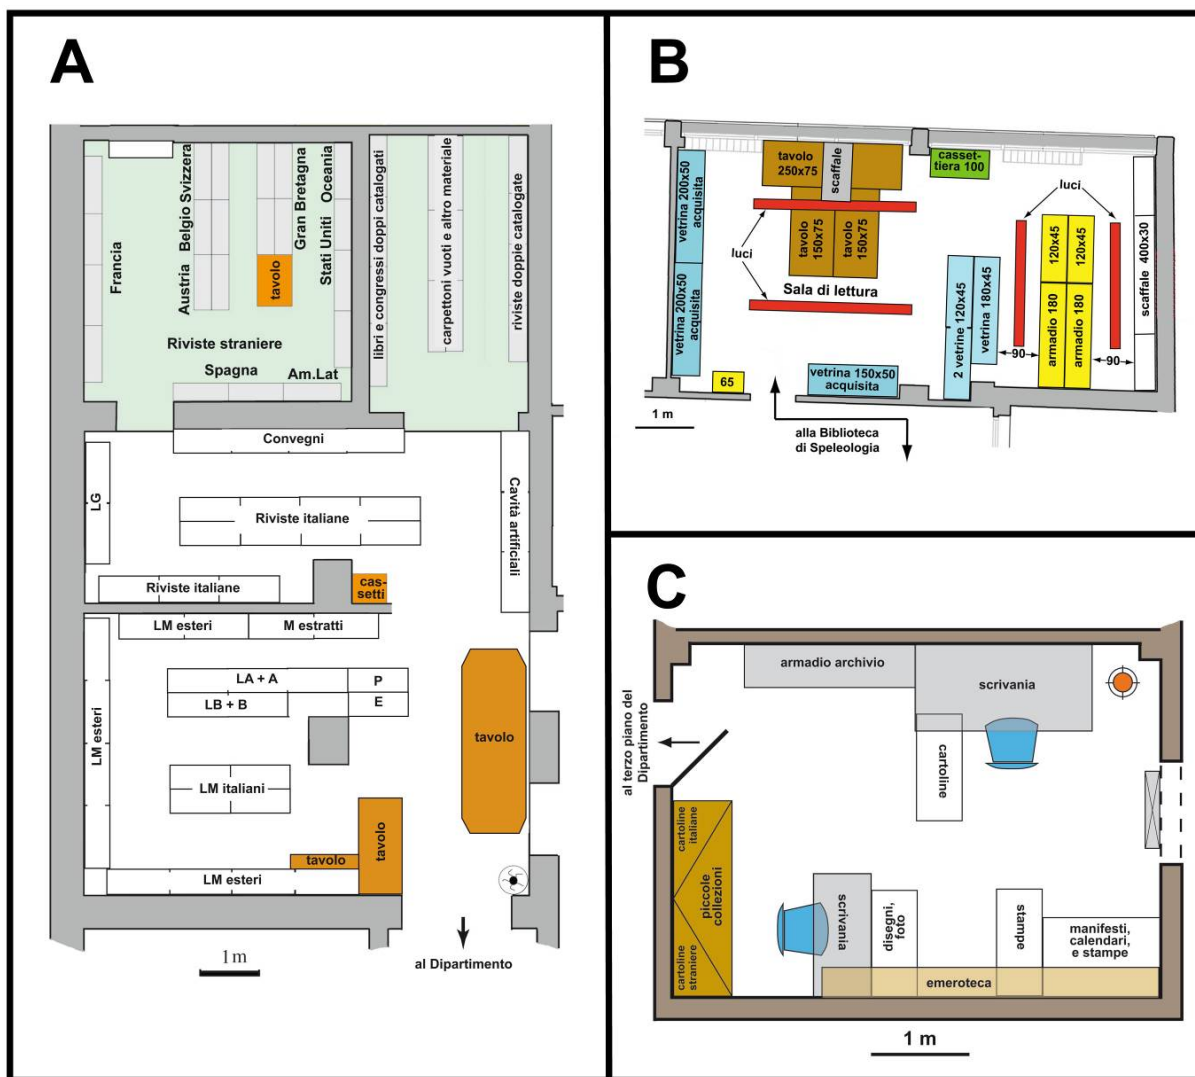 A
Francia
Austria Belgio Svizzera
Gran Bretagna
Stati Uniti Oceania
tavolo
Riviste straniere
Spagna
Am.Lat
libri e congressi doppi catalogati
carpettoni vuoti e altro materiale
riviste doppie catalogate
Convegni
LG
Riviste italiane
Cavità artificiali
Riviste italiane
cas-
setti
LM esteri
M estratti
LM esteri
LA + A
P
LB + B
E
tavolo
LM italiani
tavolo
tavolo
LM esteri
1m
al Dipartimento
B
vetrina 200x50
acquisita
vetrina 200x50
acquisita
tavolo
250x75
scaffale
tavolo
150x75
tavolo
150x75
luci
Sala di lettura
casset-
tiera 100
luci
120x45
120x45
armadio 180
armadio 180
scaffale 400x30
2 vetrine 120x45
vetrina 180x45
90
90
65
vetrina 150x50
acquisita
1 m
alla Biblioteca
di Speleologia
C
al terzo piano del
Dipartimento
armadio archivio
scrivania
cartoline
cartoline
italiane
piccole
collezioni
cartoline
straniere
scrivania
disegni,
foto
stampe
manifesti,
calendari,
e stampe
emeroteca
1 m